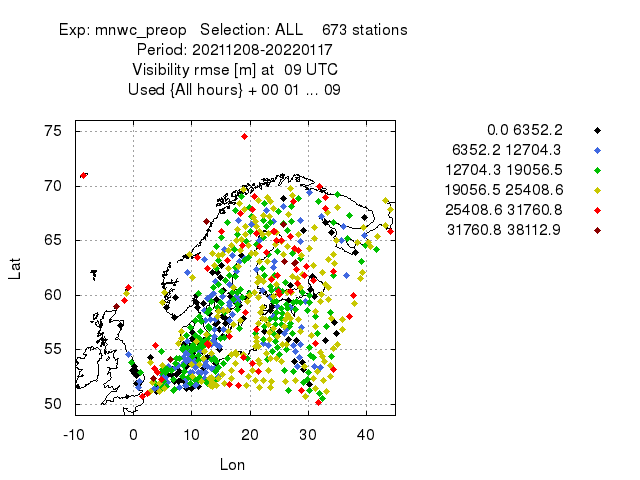 Exp: mnwc_preop Selection: ALL 673 stations
Period: 20211208-20220117
Visibility rmse [m] at 09 UTC
Used {All hours} + 00 01 ... 09
0.0 6352.2
6352.2 12704.3
12704.3 19056.5
19056.5 25408.6
25408.6 31760.8
31760.8 38112.9
75
70
65
60
55
50
Lat
-10 0 10 20 30 40
Lon